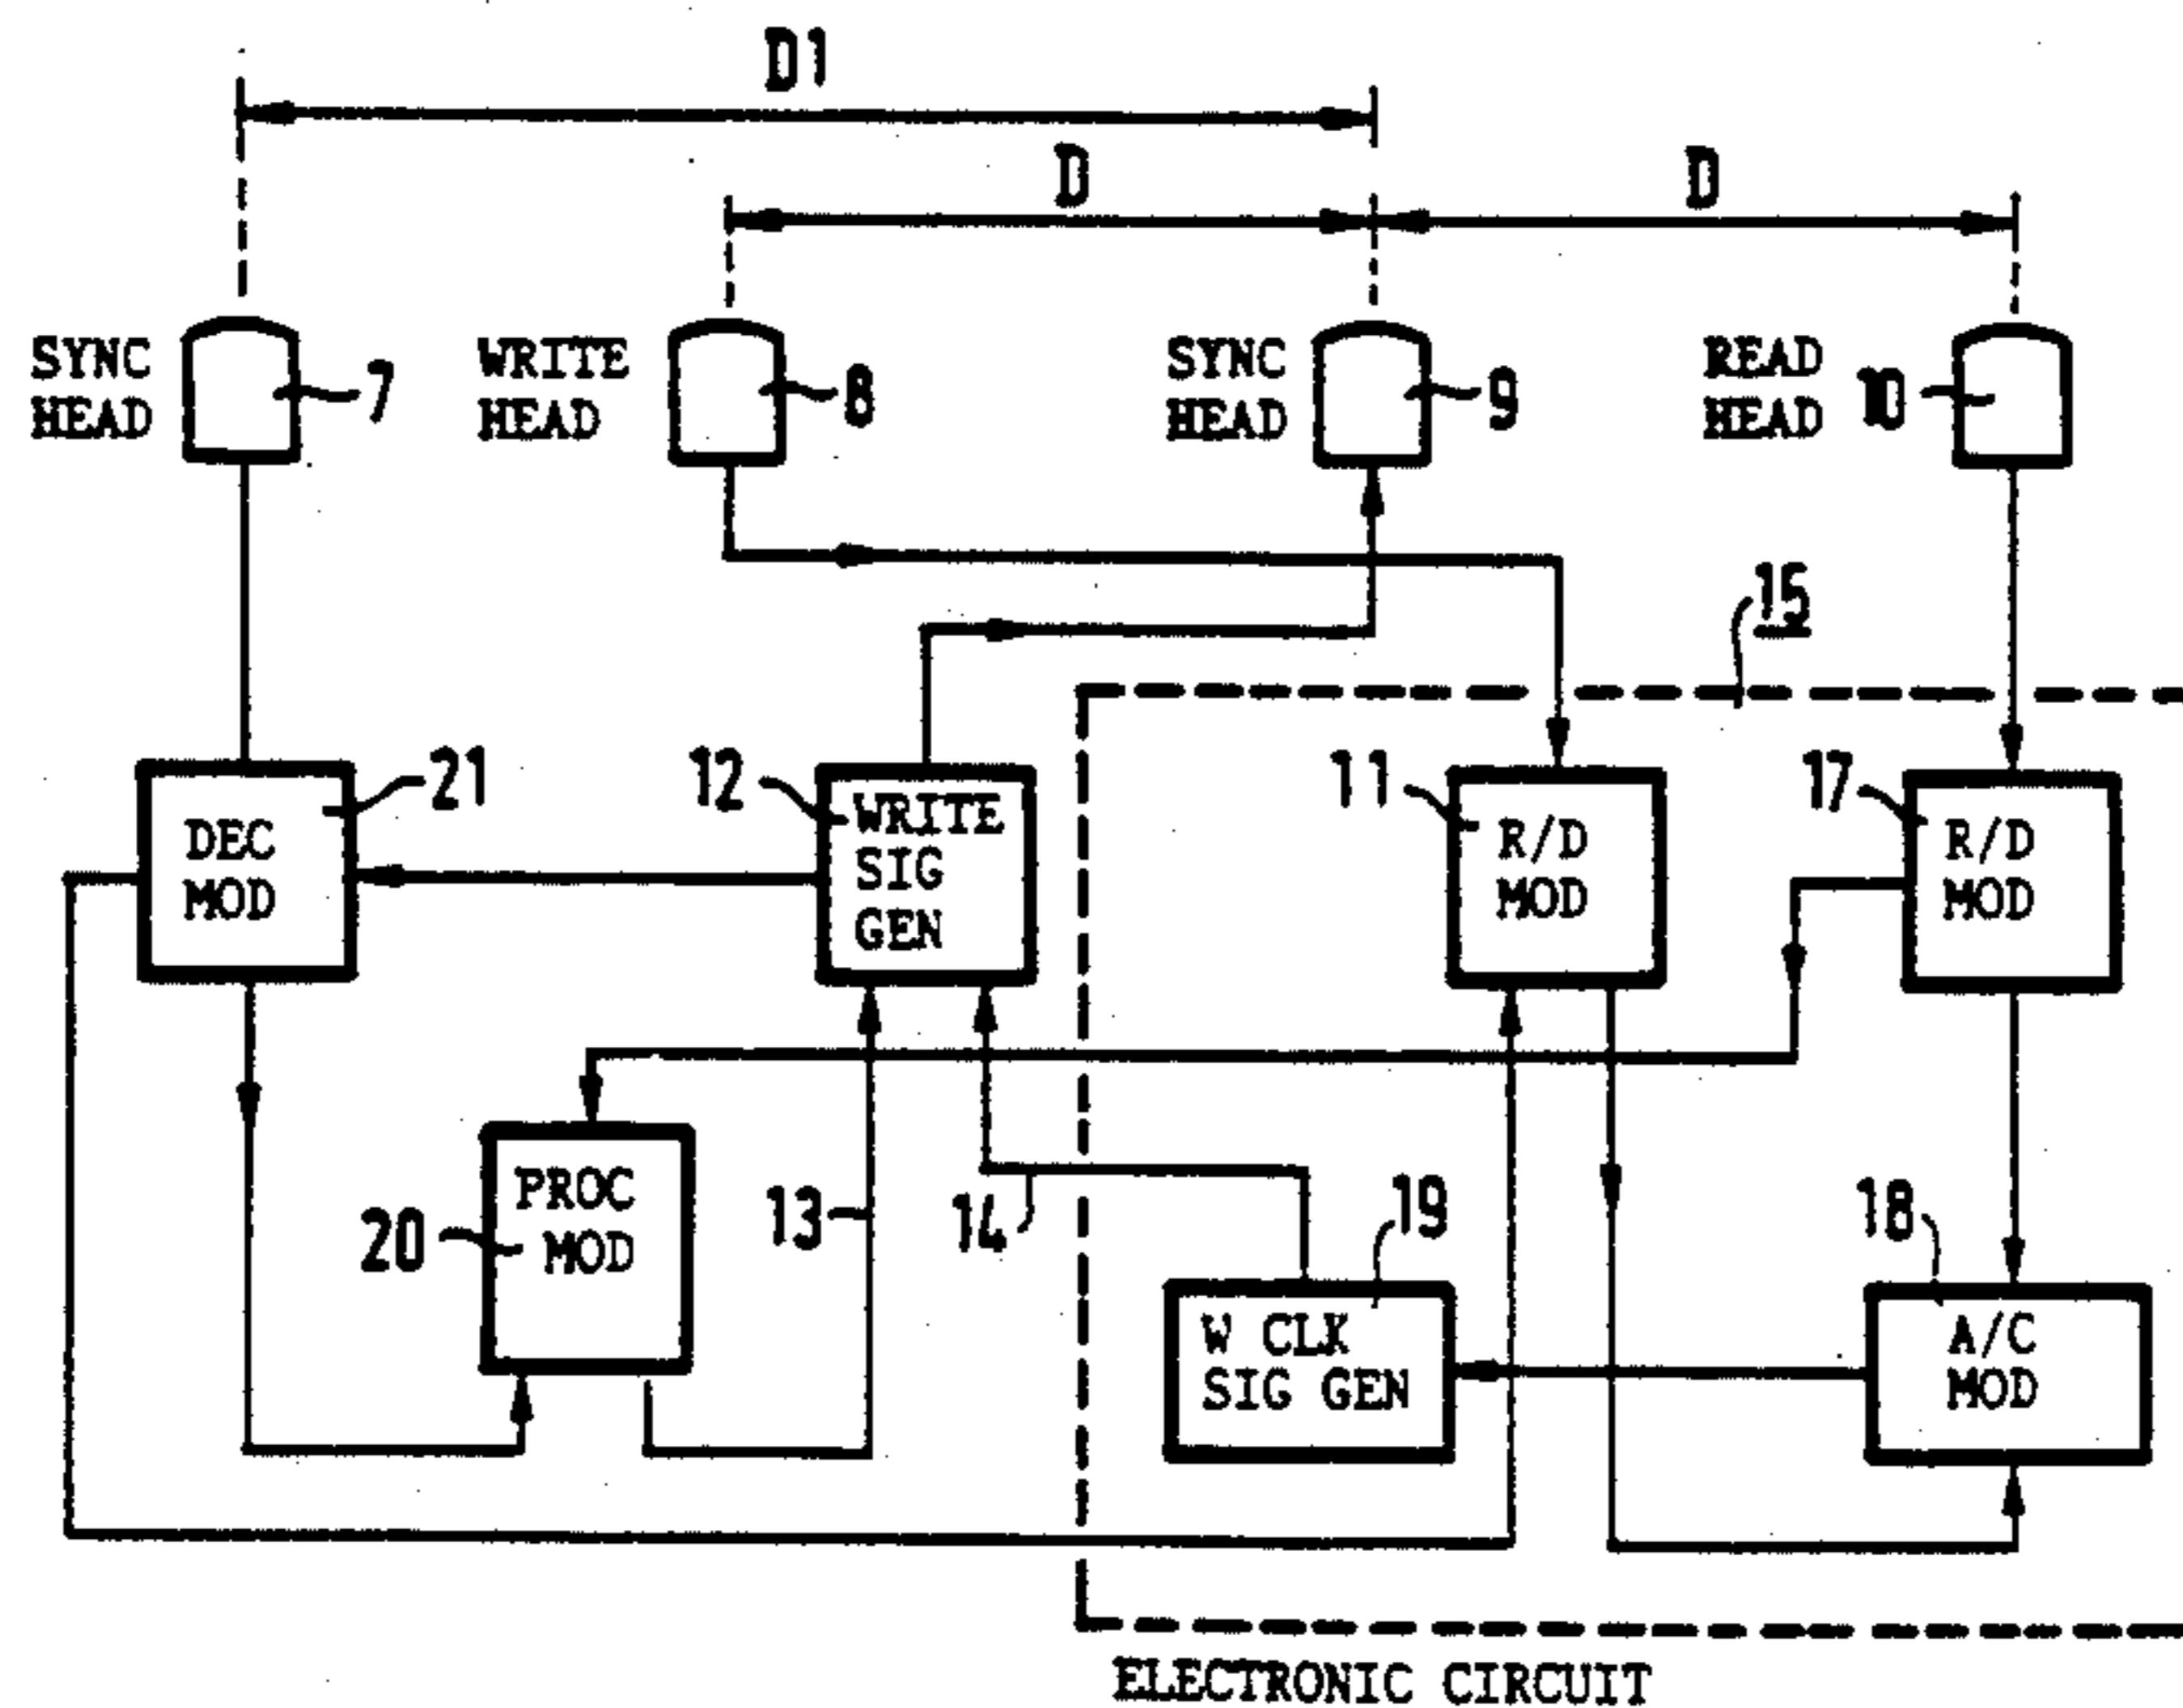 D1
D
D
SYNC
HEAD
7
WRITE
HEAD
8
SYNC
HEAD
9
READ
HEAD
10
15
21
DEC
MOD
12
WRITE
SIG
GEN
11
R/D
MOD
17
R/D
MOD
20
PROC
MOD
13
14
19
W CLK
SIG GEN
18
A/C
MOD
ELECTRONIC CIRCUIT